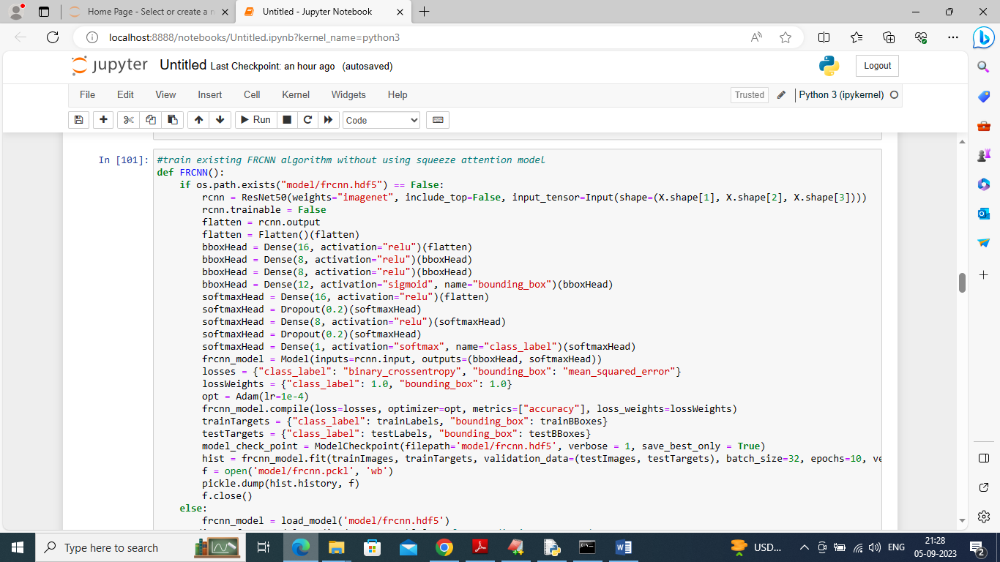 Home Page - Select or create a n
Untitled - Jupyter Notebook
localhost:8888/notebooks/Untitled.ipynb?kernel_name=python3
jupyter Untitled Last Checkpoint: an hour ago (autosaved)
Logout
File Edit View Insert Cell Kernel Widgets Help
Trusted Python 3 (ipykernel)
Run Code
In [101]: #train existing FRCNN algorithm without using squeeze attention model
def FRCNN():
    if os.path.exists("model/frcnn.hdf5") == False:
        rcnn = ResNet50(weights="imagenet", include_top=False, input_tensor=Input(shape=(X.shape[1], X.shape[2], X.shape[3])))
        rcnn.trainable = False
        flatten = rcnn.output
        flatten = Flatten()(flatten)
        bboxHead = Dense(16, activation="relu")(flatten)
        bboxHead = Dense(8, activation="relu")(bboxHead)
        bboxHead = Dense(8, activation="relu")(bboxHead)
        bboxHead = Dense(12, activation="sigmoid", name="bounding_box")(bboxHead)
        softmaxHead = Dense(16, activation="relu")(flatten)
        softmaxHead = Dropout(0.2)(softmaxHead)
        softmaxHead = Dense(8, activation="relu")(softmaxHead)
        softmaxHead = Dropout(0.2)(softmaxHead)
        softmaxHead = Dense(1, activation="softmax", name="class_label")(softmaxHead)
        frcnn_model = Model(inputs=rcnn.input, outputs=(bboxHead, softmaxHead))
        losses = {"class_label": "binary_crossentropy", "bounding_box": "mean_squared_error"}
        lossWeights = {"class_label": 1.0, "bounding_box": 1.0}
        opt = Adam(lr=1e-4)
        frcnn_model.compile(loss=losses, optimizer=opt, metrics=["accuracy"], loss_weights=lossWeights)
        trainTargets = {"class_label": trainLabels, "bounding_box": trainBBoxes}
        testTargets = {"class_label": testLabels, "bounding_box": testBBoxes}
        model_check_point = ModelCheckpoint(filepath='model/frcnn.hdf5', verbose = 1, save_best_only = True)
        hist = frcnn_model.fit(trainImages, trainTargets, validation_data=(testImages, testTargets), batch_size=32, epochs=10, ve
        f = open('model/frcnn.pckl', 'wb')
        pickle.dump(hist.history, f)
        f.close()
    else:
        frcnn_model = load_model('model/frcnn.hdf5')
Type here to search
USD...
ENG
21:28
05-09-2023
2